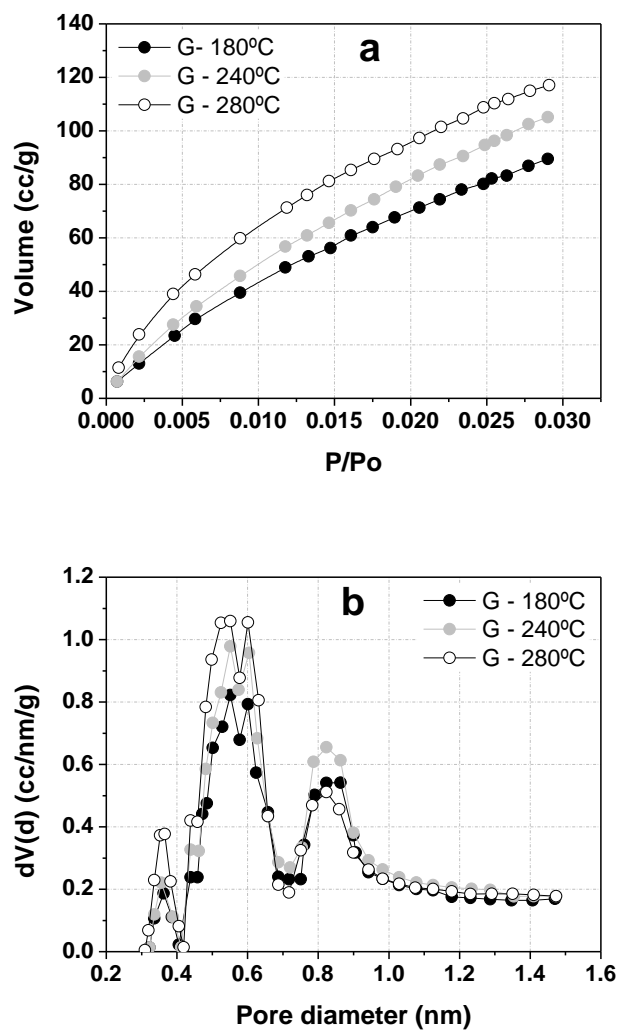 a
G- 180ºC
G - 240ºC
G - 280ºC
140
120
100
80
60
40
20
0
Volume (cc/g)
0.000 0.005 0.010 0.015 0.020 0.025 0.030
P/Po
b
G - 180ºC
G - 240ºC
G - 280ºC
1.2
1.0
0.8
0.6
0.4
0.2
0.0
dV(d) (cc/nm/g)
0.2 0.4 0.6 0.8 1.0 1.2 1.4 1.6
Pore diameter (nm)